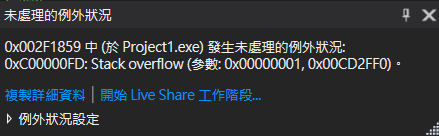 未處理的例外狀況
0x002F1859 中 (於 Project1.exe) 發生未處理的例外狀況:
0xC00000FD: Stack overflow (參數: 0x00000001, 0x00CD2FF0)。
複製詳細資料 | 開始 Live Share 工作階段...
例外狀況設定